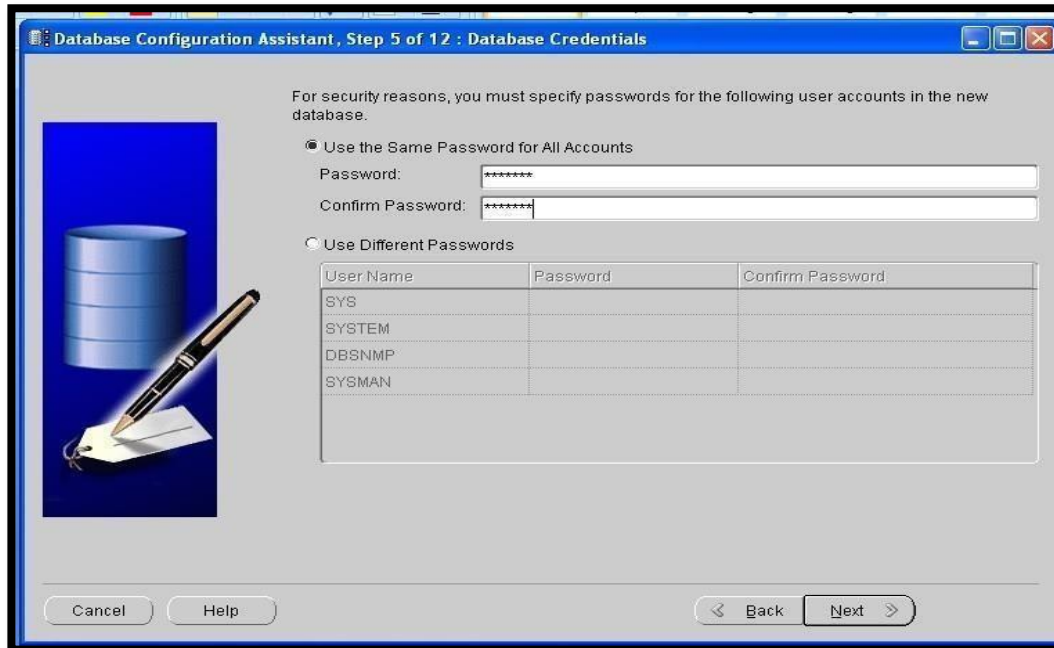 Database Configuration Assistant, Step 5 of 12 : Database Credentials
For security reasons, you must specify passwords for the following user accounts in the new
database.
Use the Same Password for All Accounts
Password: *******
Confirm Password: *******
Use Different Passwords
User Name Password Confirm Password
SYS
SYSTEM
DBSNMP
SYSMAN
Cancel Help Back Next